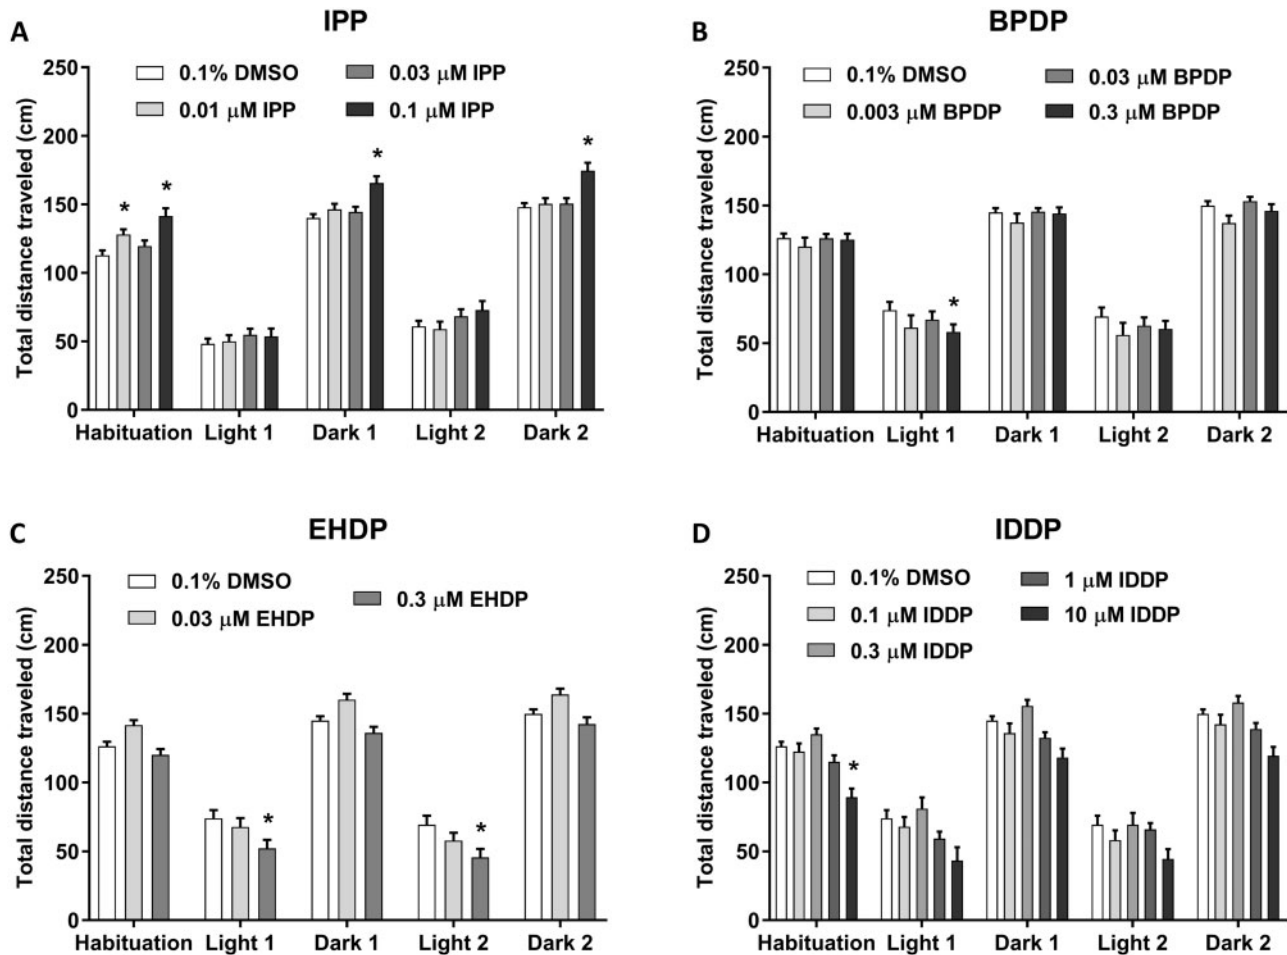 A
IPP
0.1% DMSO
0.01 μM IPP
0.03 μM IPP
0.1 μM IPP
Total distance traveled (cm)
250
200
150
100
50
0
* * * *
Habituation Light 1 Dark 1 Light 2 Dark 2
B
BPDP
0.1% DMSO
0.003 μM BPDP
0.03 μM BPDP
0.3 μM BPDP
Total distance traveled (cm)
250
200
150
100
50
0
*
Habituation Light 1 Dark 1 Light 2 Dark 2
C
EHDP
0.1% DMSO
0.03 μM EHDP
0.3 μM EHDP
Total distance traveled (cm)
250
200
150
100
50
0
* *
Habituation Light 1 Dark 1 Light 2 Dark 2
D
IDDP
0.1% DMSO
0.1 μM IDDP
0.3 μM IDDP
1 μM IDDP
10 μM IDDP
Total distance traveled (cm)
250
200
150
100
50
0
*
Habituation Light 1 Dark 1 Light 2 Dark 2